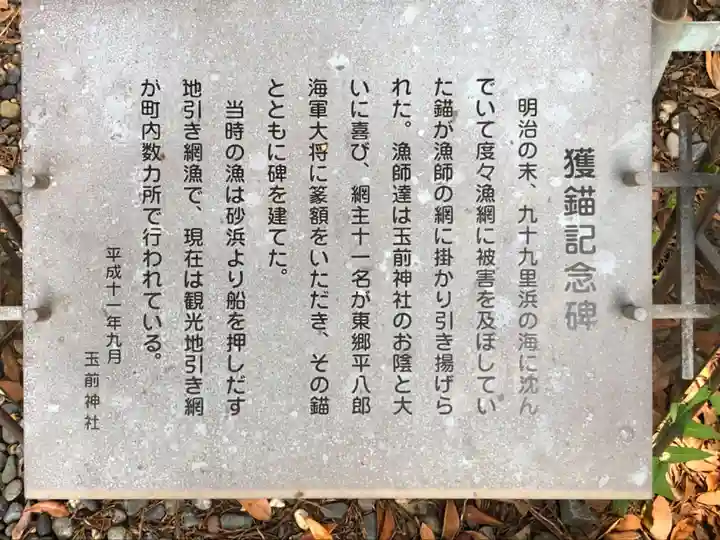 獲錨記念碑
明治の末、九十九里浜の海に沈ん
でいて度々漁網に被害を及ぼしてい
た錨が漁師の網に掛かり引き揚げら
れた。漁師達は玉前神社のお陰と大
いに喜び、網主十一名が東郷平八郎
海軍大将に篆額をいただき、その錨
とともに碑を建てた。
当時の漁は砂浜より船を押しだす
地引き網漁で、現在は観光地引き網
が町内数カ所で行われている。
平成十一年九月
玉前神社